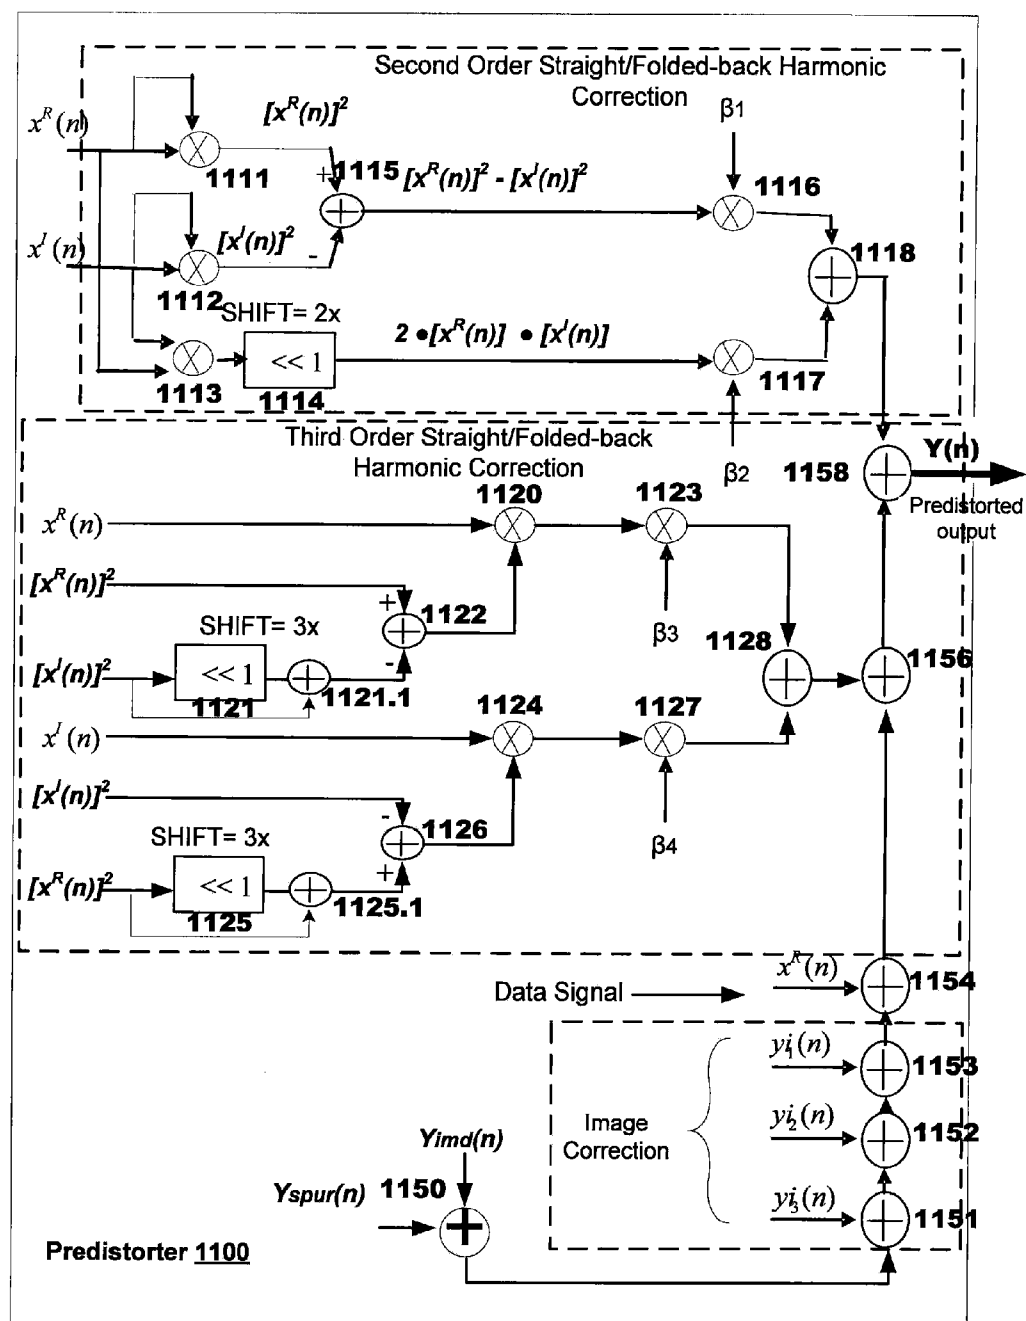 Second Order Straight/Folded-back Harmonic
Correction
[x^R(n)]^2
β1
x^R(n)
1111
+
1115
[x^R(n)]^2 - [x^I(n)]^2
1116
x^I(n)
[x^I(n)]^2
-
1118
1112
SHIFT= 2x
2 ●[x^R(n)] ● [x^I(n)]
<< 1
1113
1114
1117
Third Order Straight/Folded-back
Harmonic Correction
β2
1158
Y(n)
Predistorted
output
1120
1123
x^R(n)
[x^R(n)]^2
+
1122
SHIFT= 3x
β3
1128
[x^I(n)]^2
<< 1
-
1121
1121.1
1156
1124
1127
x^I(n)
[x^I(n)]^2
-
1126
SHIFT= 3x
β4
[x^R(n)]^2
<< 1
+
1125
1125.1
x^R(n)
Data Signal
1154
yi_1(n)
1153
Image
Correction
yi_2(n)
1152
Yimd(n)
Yspur(n)
1150
yi_3(n)
1151
Predistorter 1100